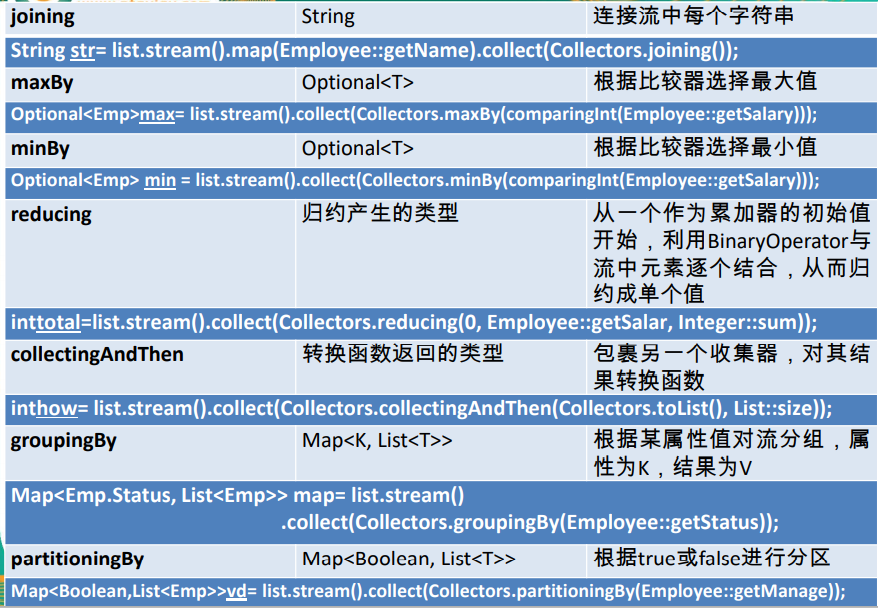 joining String 连接流中每个字符串
String str= list.stream().map(Employee::getName).collect(Collectors.joining());
maxBy Optional<T> 根据比较器选择最大值
Optional<Emp>max= list.stream().collect(Collectors.maxBy(comparingInt(Employee::getSalary)));
minBy Optional<T> 根据比较器选择最小值
Optional<Emp> min = list.stream().collect(Collectors.minBy(comparingInt(Employee::getSalary)));
reducing 归约产生的类型 从一个作为累加器的初始值
开始，利用BinaryOperator与
流中元素逐个结合，从而归
约成单个值
inttotal=list.stream().collect(Collectors.reducing(0, Employee::getSalar, Integer::sum));
collectingAndThen 转换函数返回的类型 包裹另一个收集器，对其结
果转换函数
inthow= list.stream().collect(Collectors.collectingAndThen(Collectors.toList(), List::size));
groupingBy Map<K, List<T>> 根据某属性值对流分组，属
性为K，结果为V
Map<Emp.Status, List<Emp>> map= list.stream()
.collect(Collectors.groupingBy(Employee::getStatus));
partitioningBy Map<Boolean, List<T>> 根据true或false进行分区
Map<Boolean,List<Emp>>vd= list.stream().collect(Collectors.partitioningBy(Employee::getManage));